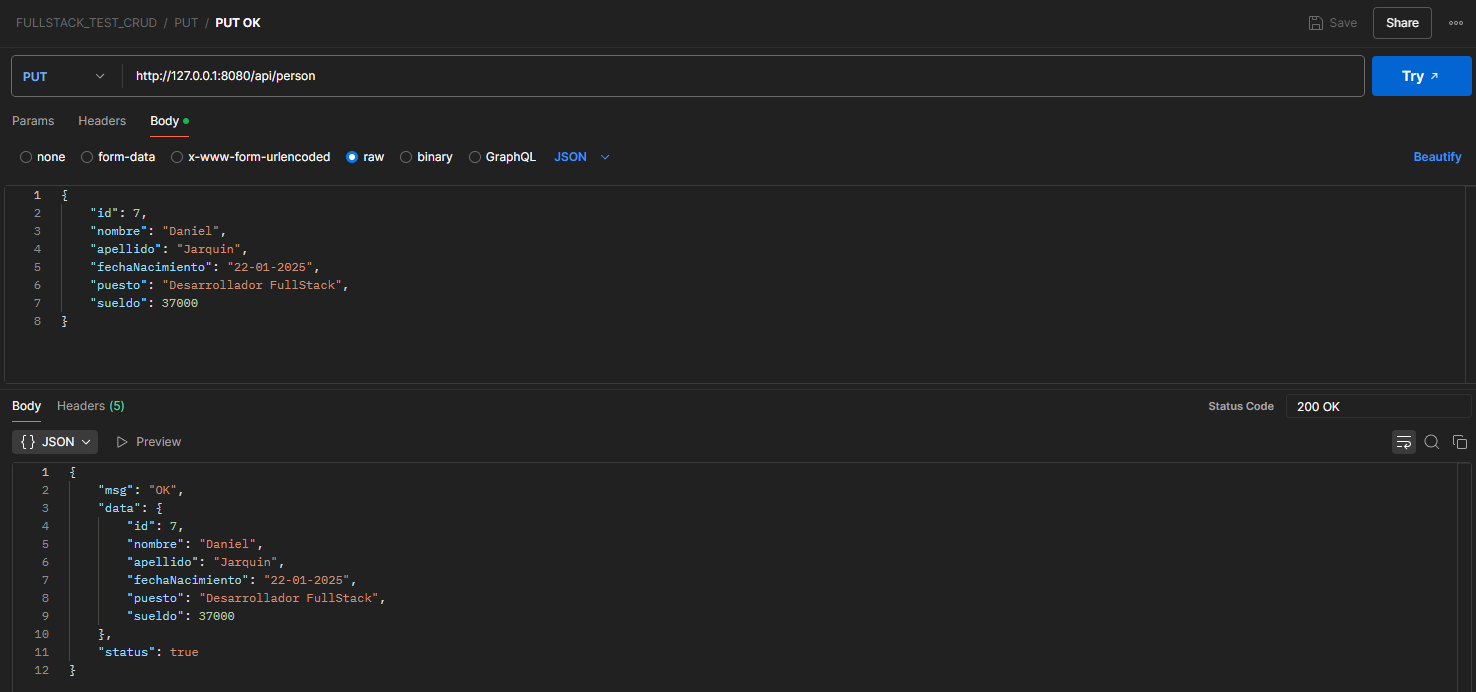 FULLSTACK_TEST_CRUD / PUT / PUT OK Save Share
PUT http://127.0.0.1:8080/api/person Try
Params Headers Body
none form-data x-www-form-urlencoded raw binary GraphQL JSON Beautify
1 {
2 "id": 7,
3 "nombre": "Daniel",
4 "apellido": "Jarquin",
5 "fechaNacimiento": "22-01-2025",
6 "puesto": "Desarrollador FullStack",
7 "sueldo": 37000
8 }
Body Headers (5) Status Code 200 OK
{} JSON Preview
1 {
2 "msg": "OK",
3 "data": {
4 "id": 7,
5 "nombre": "Daniel",
6 "apellido": "Jarquin",
7 "fechaNacimiento": "22-01-2025",
8 "puesto": "Desarrollador FullStack",
9 "sueldo": 37000
10 },
11 "status": true
12 }